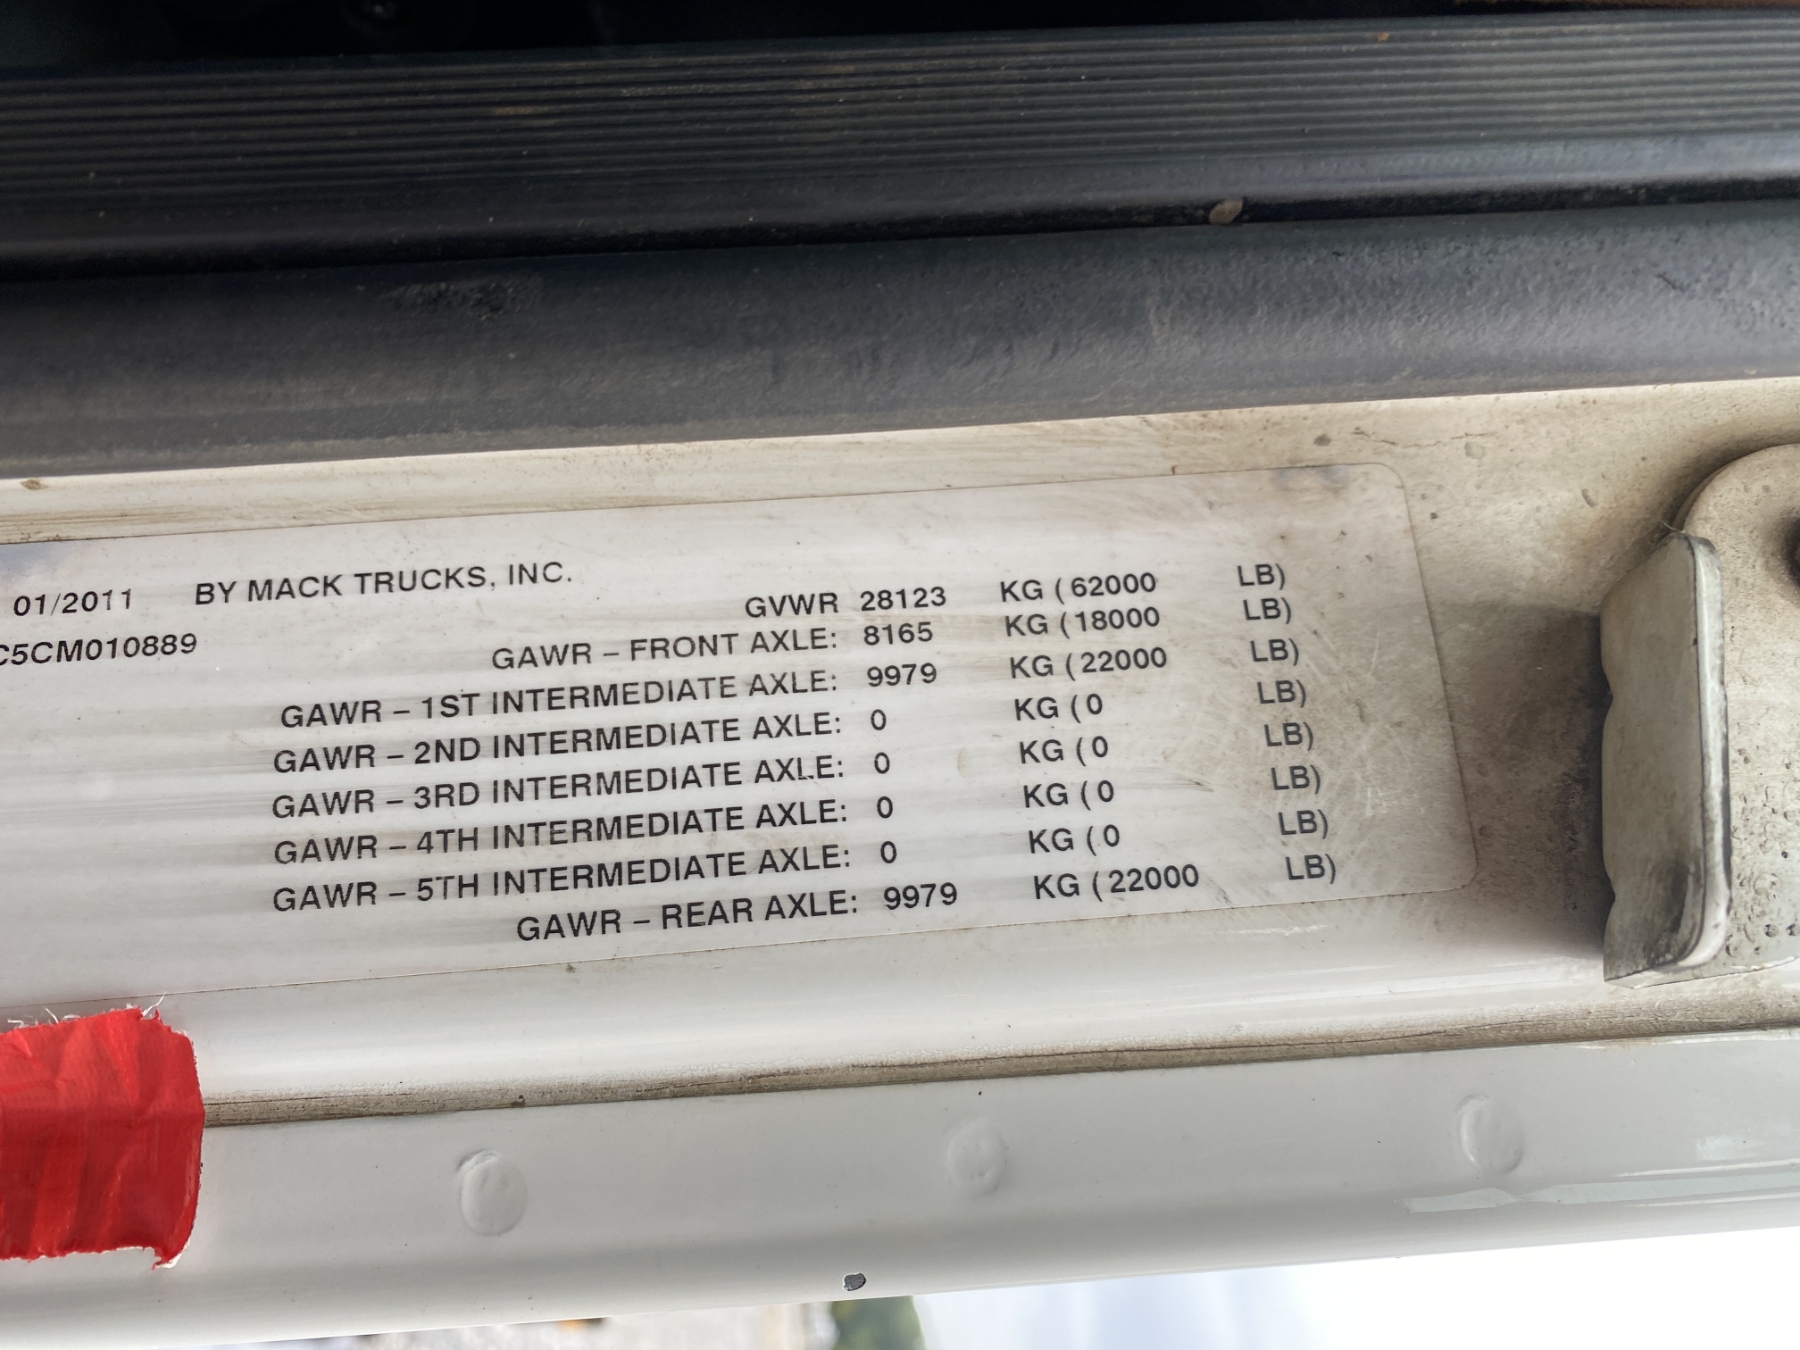 01/2011 BY MACK TRUCKS, INC.
C5CM010889
GVWR 28123 KG (62000 LB)
GAWR – FRONT AXLE: 8165 KG (18000 LB)
GAWR – 1ST INTERMEDIATE AXLE: 9979 KG (22000 LB)
GAWR – 2ND INTERMEDIATE AXLE: 0 KG (0 LB)
GAWR – 3RD INTERMEDIATE AXLE: 0 KG (0 LB)
GAWR – 4TH INTERMEDIATE AXLE: 0 KG (0 LB)
GAWR – 5TH INTERMEDIATE AXLE: 0 KG (0 LB)
GAWR – REAR AXLE: 9979 KG (22000 LB)